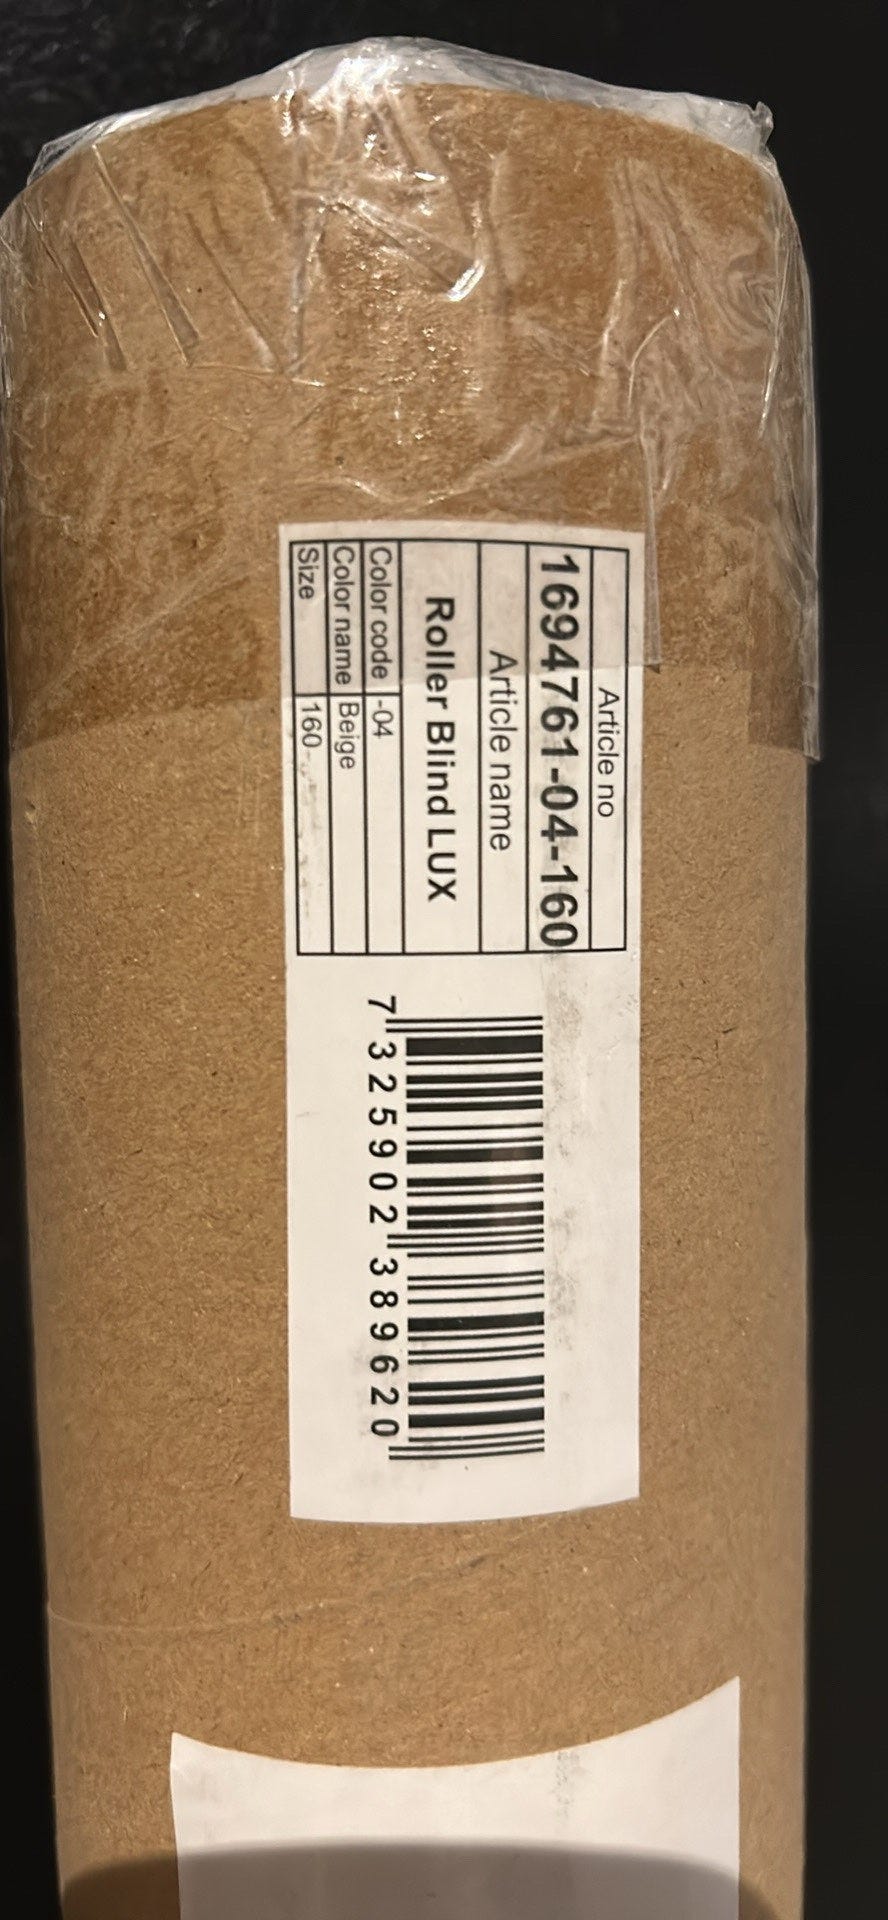 Article no
1694761-04-160
Article name
Roller Blind LUX
Color code -04
Color name Beige
Size 160
7 325902 389620